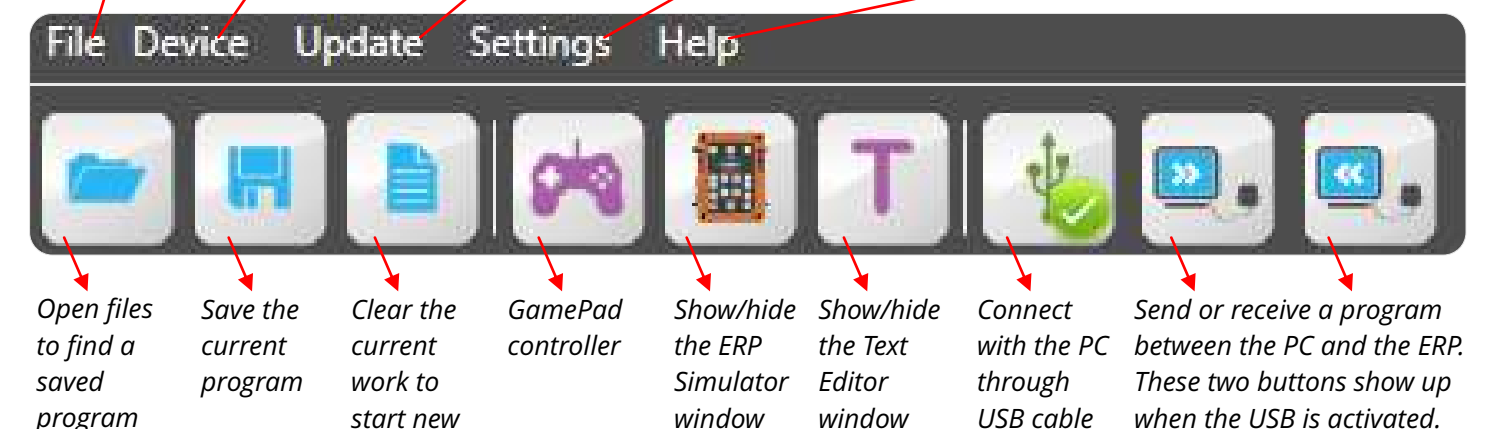 File Device Update Settings Help
T
Open files
to find a
saved
program
Save the
current
program
Clear the
current
work to
start new
GamePad
controller
Show/hide
the ERP
Simulator
window
Show/hide
the Text
Editor
window
Connect
with the PC
through
USB cable
Send or receive a program
between the PC and the ERP.
These two buttons show up
when the USB is activated.